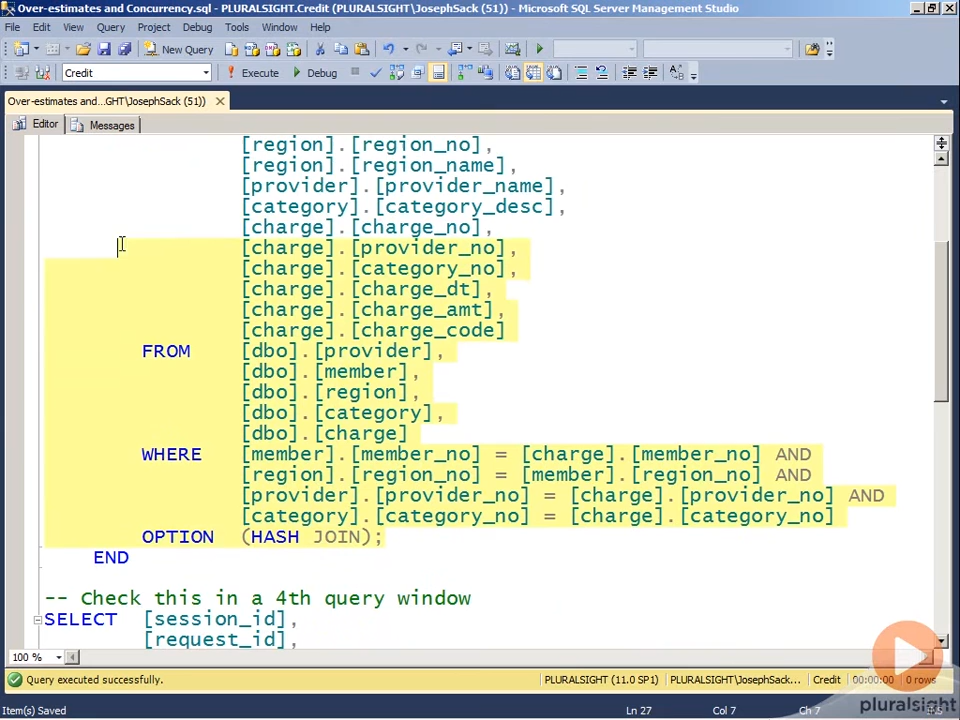 Over-estimates and Concurrency.sql - PLURALSIGHT.Credit (PLURALSIGHT\JosephSack (51)) - Microsoft SQL Server Management Studio
File Edit View Query Project Debug Tools Window Help
New Query
Credit Execute Debug
Over-estimates and...GHT\JosephSack (51))
Editor Messages
[region].[region_no],
[region].[region_name],
[provider].[provider_name],
[category].[category_desc],
[charge].[charge_no],
[charge].[provider_no],
[charge].[category_no],
[charge].[charge_dt],
[charge].[charge_amt],
[charge].[charge_code]
FROM [dbo].[provider],
[dbo].[member],
[dbo].[region],
[dbo].[category],
[dbo].[charge]
WHERE [member].[member_no] = [charge].[member_no] AND
[region].[region_no] = [member].[region_no] AND
[provider].[provider_no] = [charge].[provider_no] AND
[category].[category_no] = [charge].[category_no]
OPTION (HASH JOIN);
END
-- Check this in a 4th query window
SELECT [session_id],
[request_id],
100 %
Query executed successfully. PLURALSIGHT (11.0 SP1) PLURALSIGHT\JosephSack... Credit 00:00:00 0 rows
pluralsight
Item(s) Saved Ln 27 Col 7 Ch 7 INS